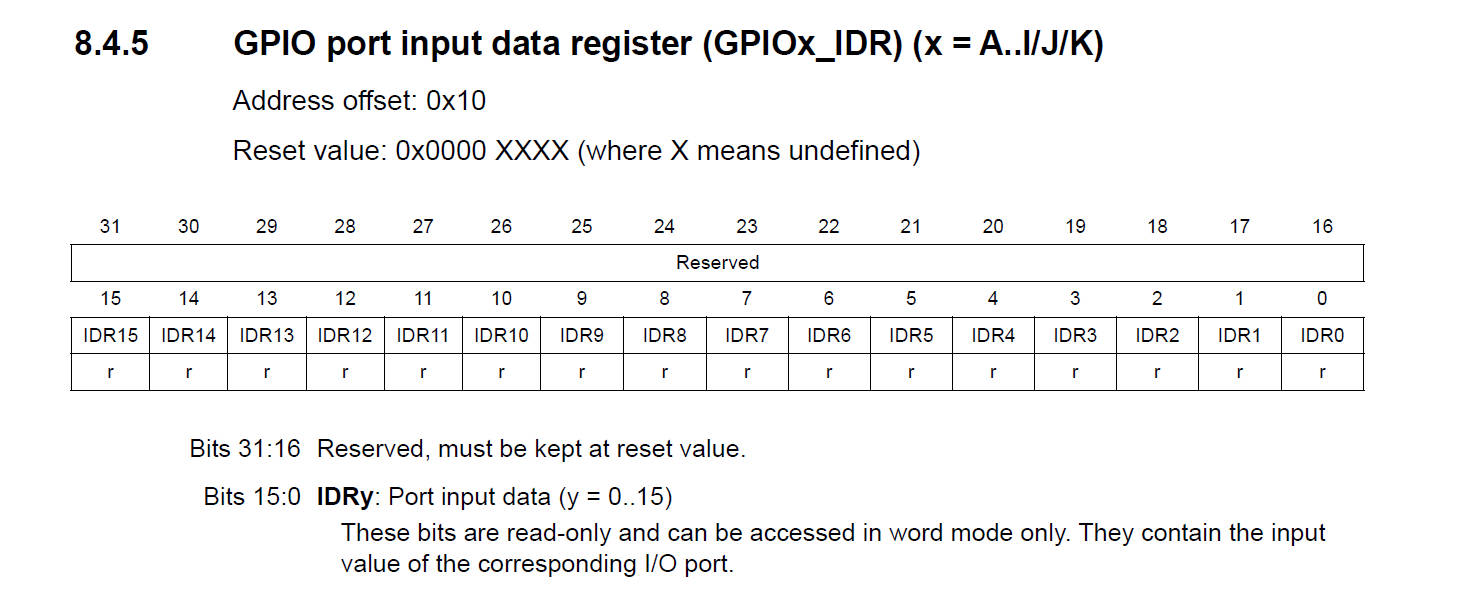 8.4.5 GPIO port input data register (GPIOx_IDR) (x = A..I/J/K)
Address offset: 0x10
Reset value: 0x0000 XXXX (where X means undefined)
31 30 29 28 27 26 25 24 23 22 21 20 19 18 17 16
Reserved
15 14 13 12 11 10 9 8 7 6 5 4 3 2 1 0
IDR15 IDR14 IDR13 IDR12 IDR11 IDR10 IDR9 IDR8 IDR7 IDR6 IDR5 IDR4 IDR3 IDR2 IDR1 IDR0
r r r r r r r r r r r r r r r r
Bits 31:16 Reserved, must be kept at reset value.
Bits 15:0 IDRy: Port input data (y = 0..15)
These bits are read-only and can be accessed in word mode only. They contain the input
value of the corresponding I/O port.